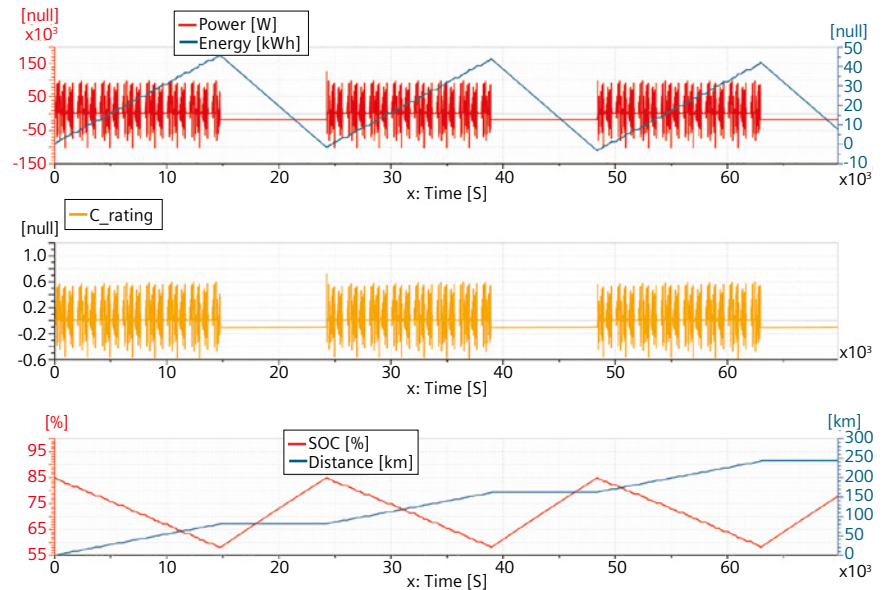 [null]
x10³
Power [W]
Energy [kWh]
[null]
150
50
-50
-150
50
40
30
20
10
0
-10
0 10 20 30 40 50 60 x10³
x: Time [S]
C_rating
[null]
1.0
0.6
0.2
-0.2
-0.6
x10³
0 10 20 30 40 50 60
x: Time [S]
[%]
SOC [%]
Distance [km]
[km]
95
85
75
65
55
300
250
200
150
100
50
0
0 10 20 30 40 50 60 x10³
x: Time [S]